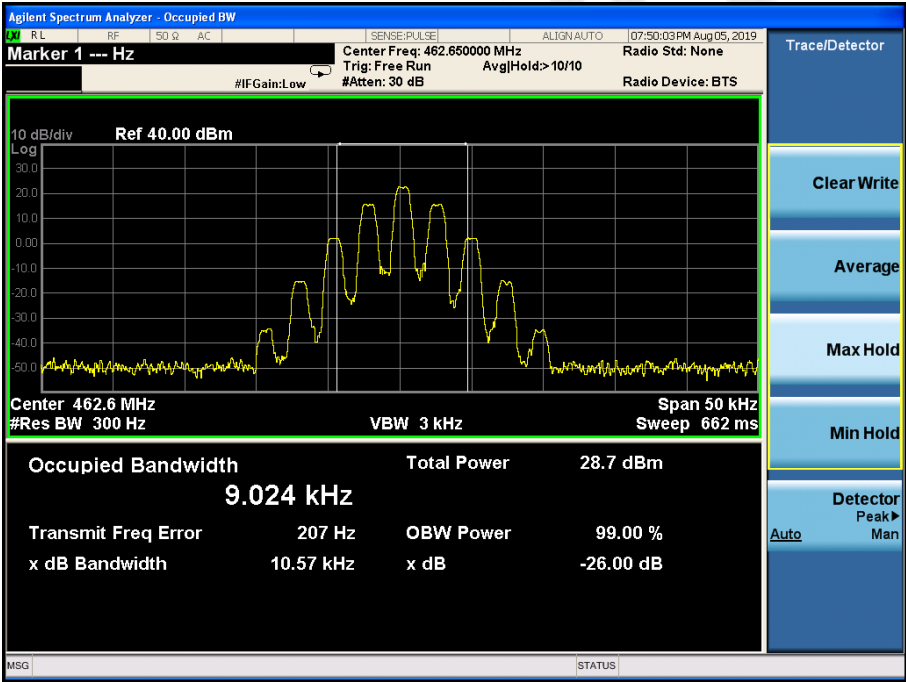 Agilent Spectrum Analyzer - Occupied BW
LXI RL RF 50 Ω AC SENSE:PULSE ALIGN AUTO 07:50:03 PM Aug 05, 2019
Marker 1 --- Hz
Center Freq: 462.650000 MHz
Radio Std: None
Trig: Free Run
Avg|Hold:> 10/10
#IFGain:Low
#Atten: 30 dB
Radio Device: BTS
10 dB/div
Ref 40.00 dBm
Log
30.0
20.0
10.0
0.00
-10.0
-20.0
-30.0
-40.0
-50.0
Center 462.6 MHz
Span 50 kHz
#Res BW 300 Hz
VBW 3 kHz
Sweep 662 ms
Occupied Bandwidth
Total Power
28.7 dBm
9.024 kHz
Transmit Freq Error
207 Hz
OBW Power
99.00 %
x dB Bandwidth
10.57 kHz
x dB
-26.00 dB
Trace/Detector
Clear Write
Average
Max Hold
Min Hold
Detector
Peak▶
Auto Man
MSG
STATUS